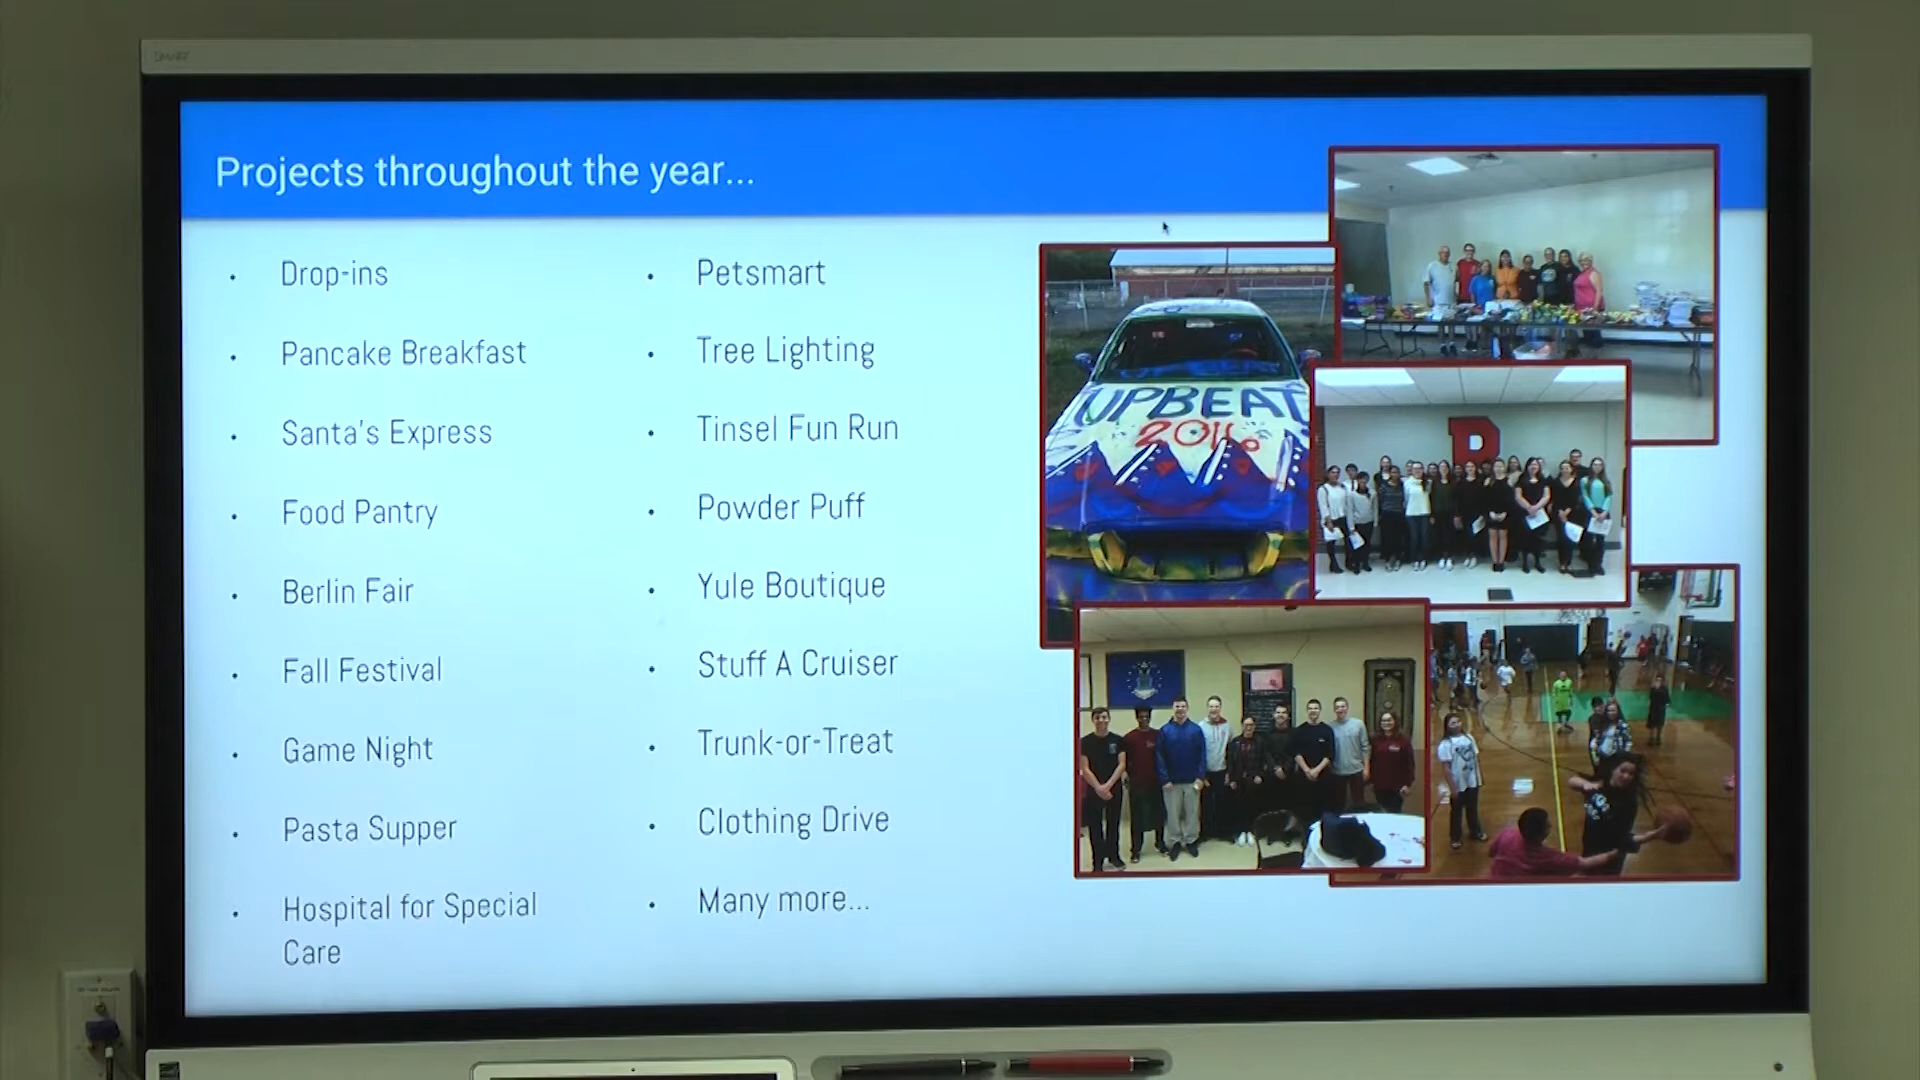 SMART
Projects throughout the year...
Drop-ins
Pancake Breakfast
Santa's Express
Food Pantry
Berlin Fair
Fall Festival
Game Night
Pasta Supper
Hospital for Special
Care
Petsmart
Tree Lighting
Tinsel Fun Run
Powder Puff
Yule Boutique
Stuff A Cruiser
Trunk-or-Treat
Clothing Drive
Many more...
UPBEAT
2016
B